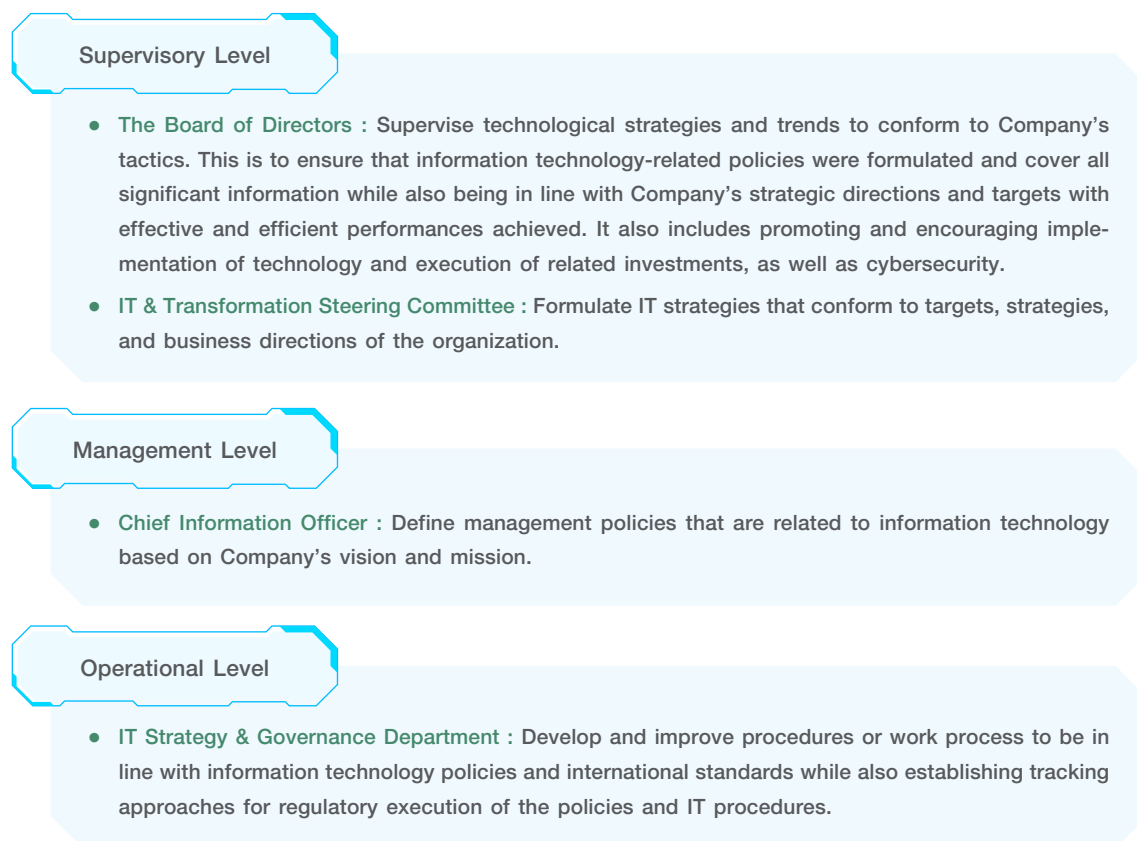 Supervisory Level
● The Board of Directors : Supervise technological strategies and trends to conform to Company’s
tactics. This is to ensure that information technology-related policies were formulated and cover all
significant information while also being in line with Company’s strategic directions and targets with
effective and efficient performances achieved. It also includes promoting and encouraging imple-
mentation of technology and execution of related investments, as well as cybersecurity.
● IT & Transformation Steering Committee : Formulate IT strategies that conform to targets, strategies,
and business directions of the organization.
Management Level
● Chief Information Officer : Define management policies that are related to information technology
based on Company’s vision and mission.
Operational Level
● IT Strategy & Governance Department : Develop and improve procedures or work process to be in
line with information technology policies and international standards while also establishing tracking
approaches for regulatory execution of the policies and IT procedures.